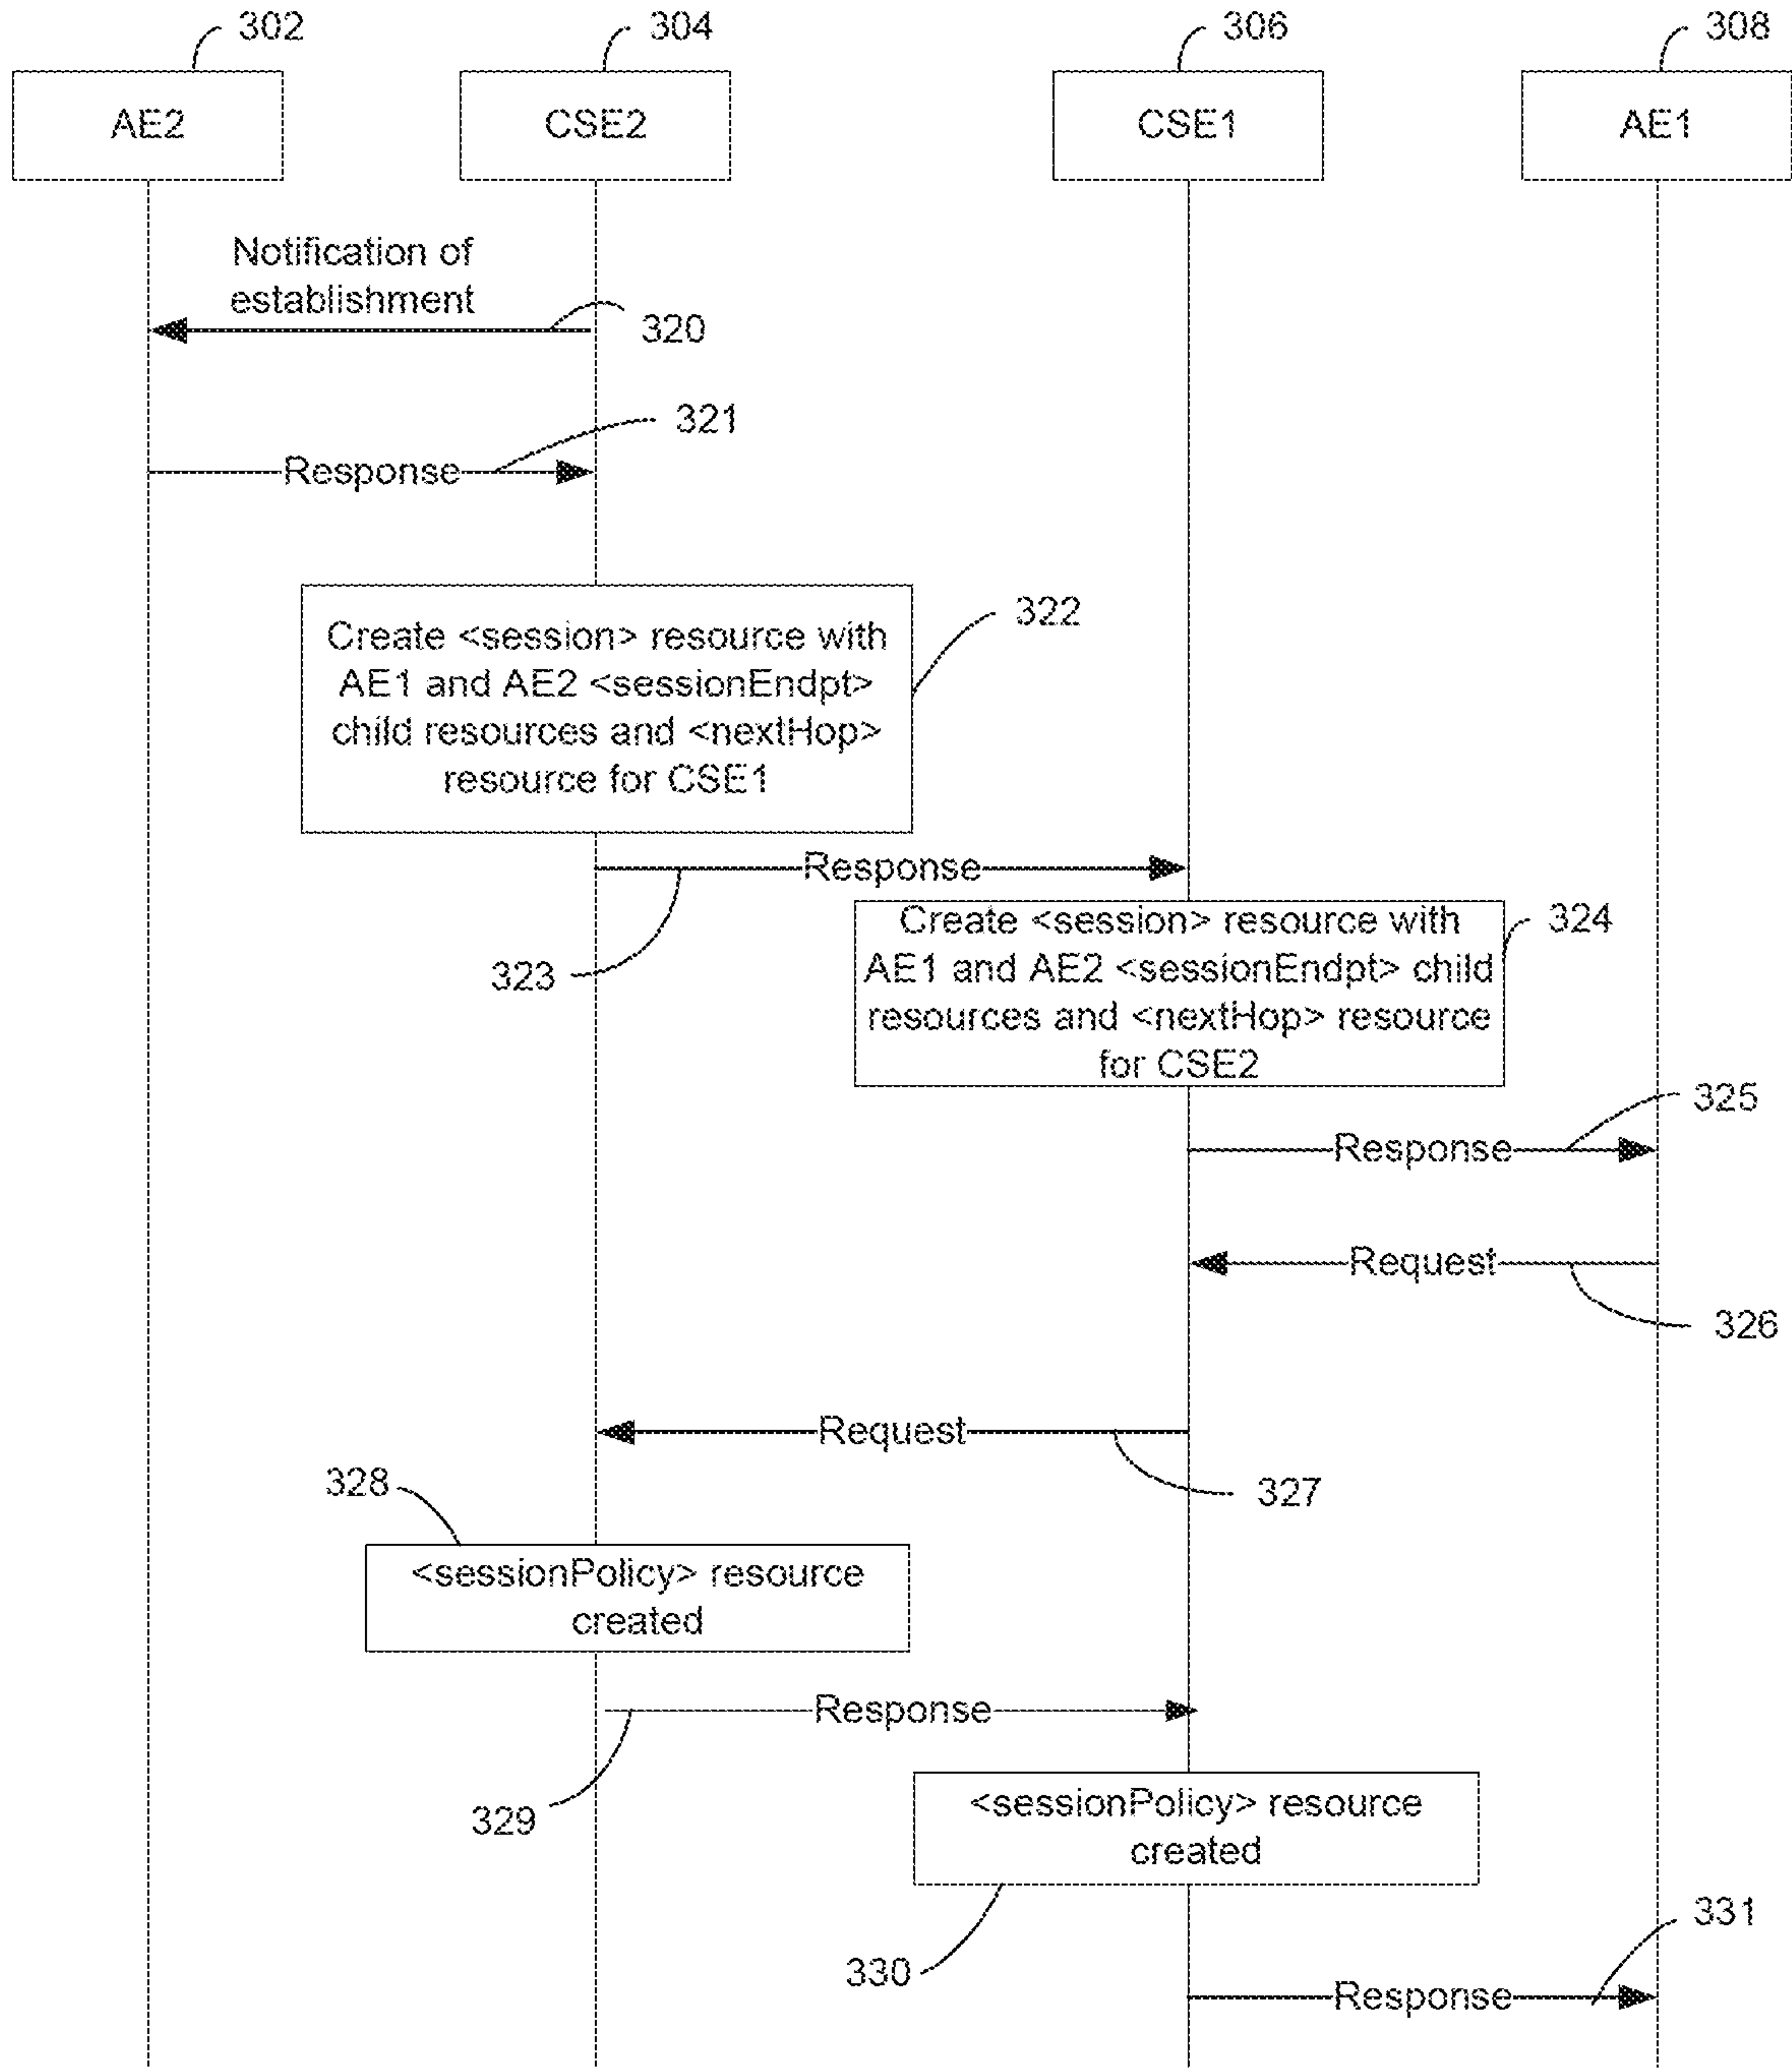 302
304
306
308
AE2
CSE2
CSE1
AE1
Notification of
establishment
320
321
Response
322
Create <session> resource with
AE1 and AE2 <sessionEndpt>
child resources and <nextHop>
resource for CSE1
Response
323
324
Create <session> resource with
AE1 and AE2 <sessionEndpt> child
resources and <nextHop> resource
for CSE2
325
Response
Request
326
Request
327
328
<sessionPolicy> resource
created
Response
329
<sessionPolicy> resource
created
330
331
Response